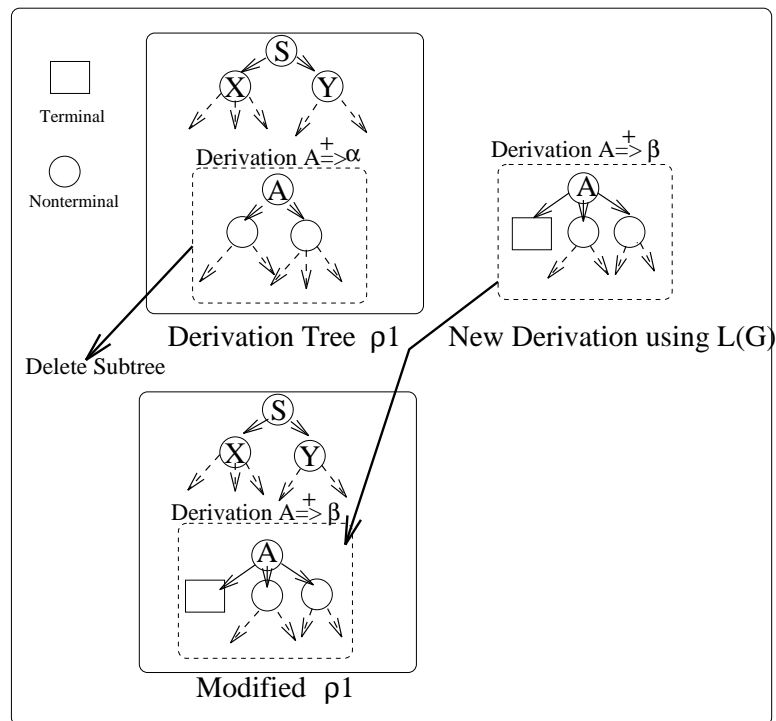 S
X
Y
Terminal
Derivation A=>+α
Derivation A=>+ β
A
A
Nonterminal
Derivation Tree ρ1
New Derivation using L(G)
Delete Subtree
S
X
Y
Derivation A=>+ β
A
Modified ρ1